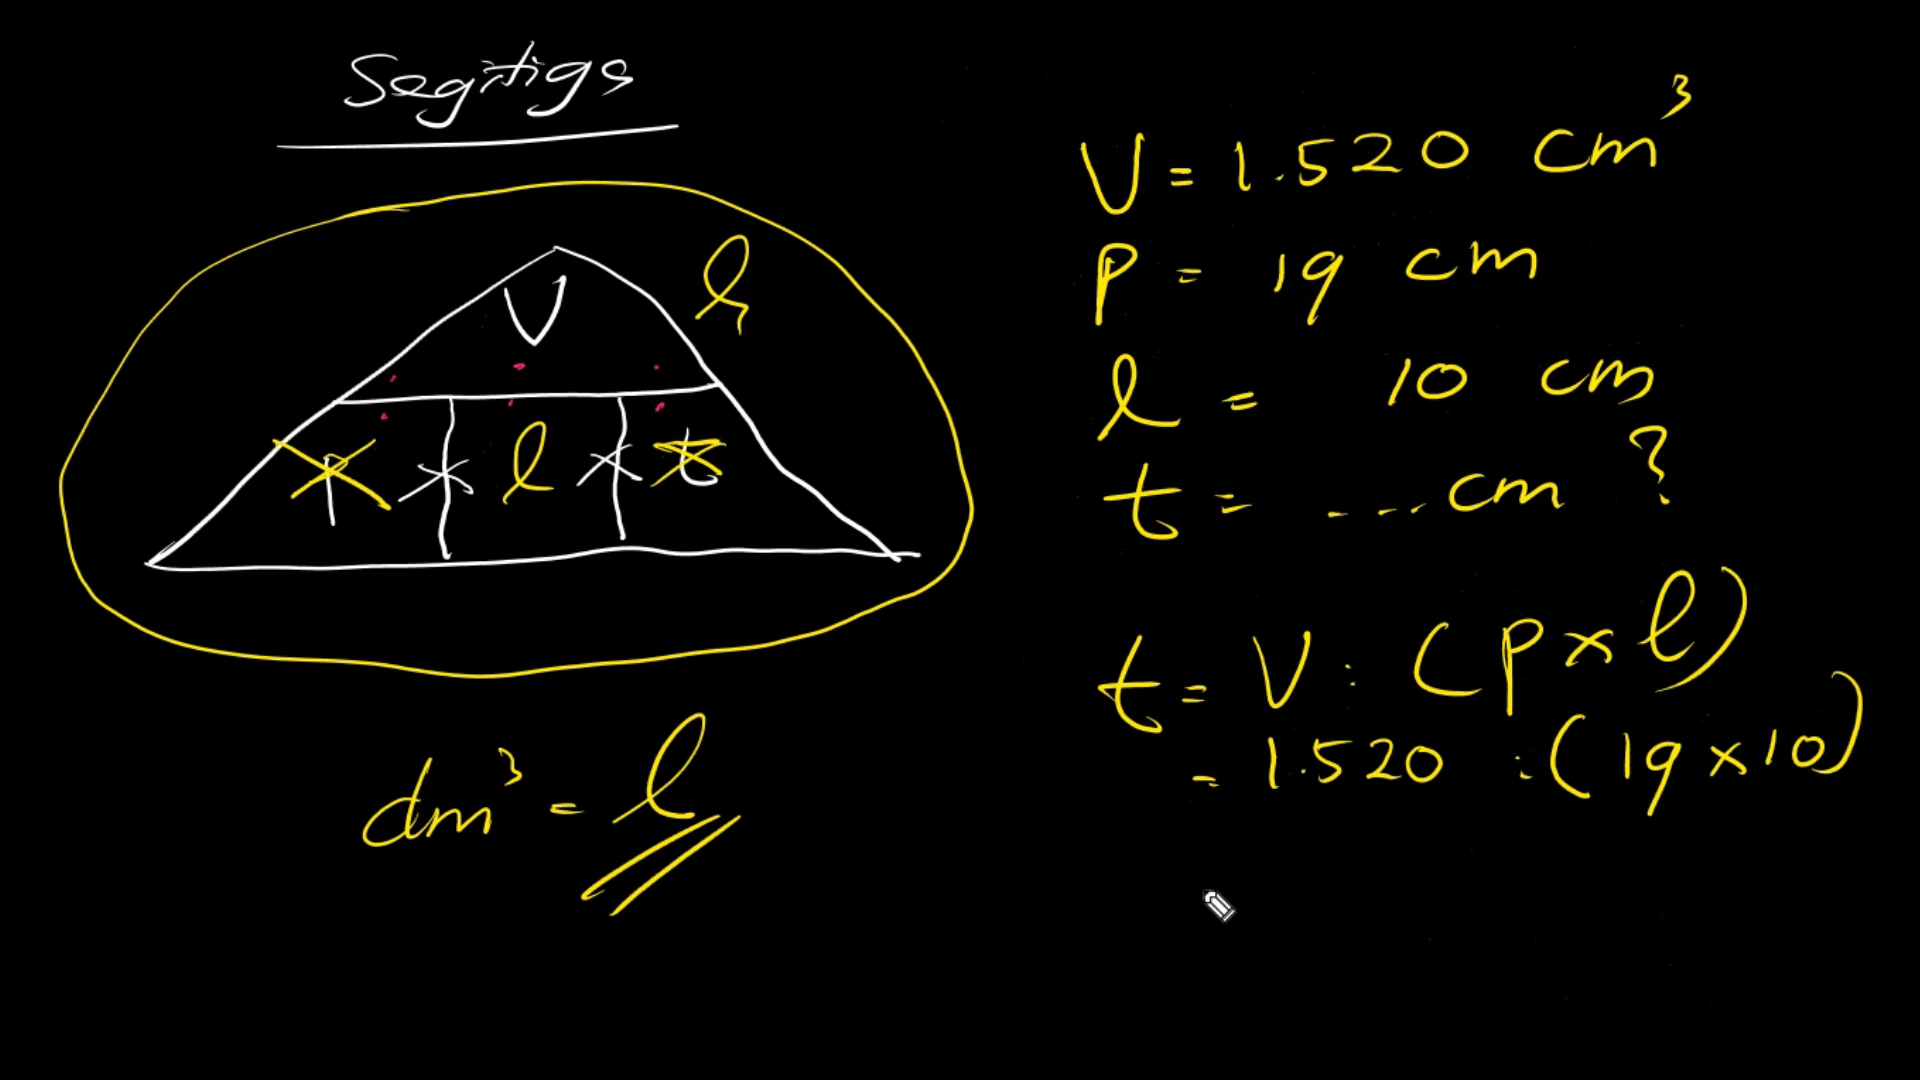 Segitiga
V
p × l × t
l
dm³ = l
V = 1.520 cm³
P = 19 cm
l = 10 cm
t = ... cm ?
t = V : (p x l)
= 1.520 : (19 x 10)